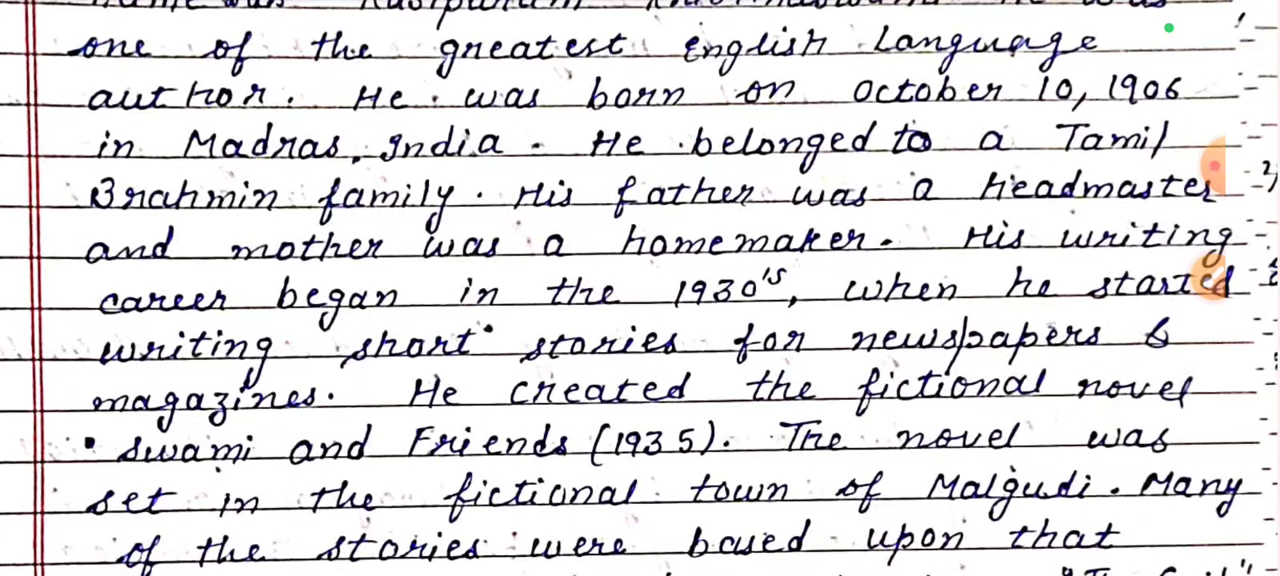 one of the greatest English Language
author. He was born on October 10, 1906
in Madras, India. He belonged to a Tamil
Brahmin family. His father was a headmaster
and mother was a homemaker. His writing
career began in the 1930's, when he started
writing short stories for newspapers &
magazines. He created the fictional novel
Swami and Friends (1935). The novel was
set in the fictional town of Malgudi. Many
of the stories were based upon that